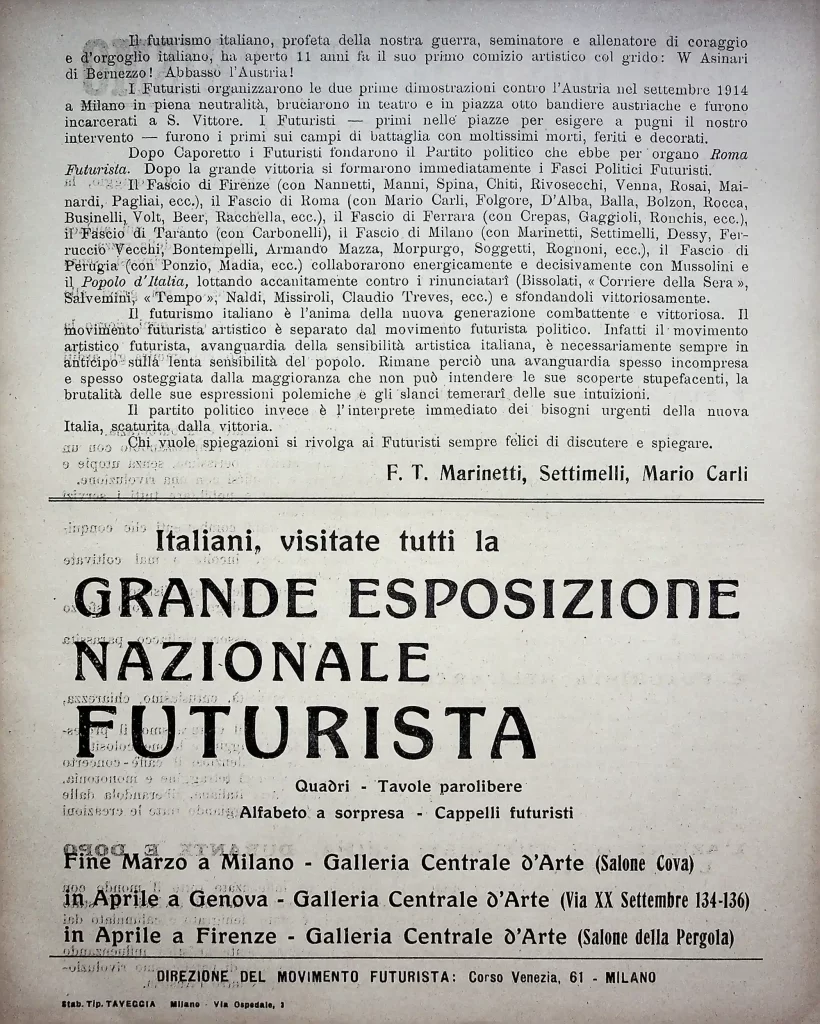 Il futurismo italiano, profeta della nostra guerra, seminatore e allenatore di coraggio
e d'orgoglio italiano, ha aperto 11 anni fa il suo primo comizio artistico col grido: W Asinari
di Bernezzo! Abbasso l'Austria!
I Futuristi organizzarono le due prime dimostrazioni contro l'Austria nel settembre 1914
a Milano in piena neutralità, bruciarono in teatro e in piazza otto bandiere austriache e furono
incarcerati a S. Vittore. I Futuristi — primi nelle piazze per esigere a pugni il nostro
intervento — furono i primi sui campi di battaglia con moltissimi morti, feriti e decorati.
Dopo Caporetto i Futuristi fondarono il Partito politico che ebbe per organo Roma
Futurista. Dopo la grande vittoria si formarono immediatamente i Fasci Politici Futuristi.
Il Fascio di Firenze (con Nannetti, Manni, Spina, Chiti, Rivosecchi, Venna, Rosai, Mai-
nardi, Pagliai, ecc.), il Fascio di Roma (con Mario Carli, Folgore, D'Alba, Balla, Bolzon, Rocca,
Businelli, Volt, Beer, Racchella, ecc.), il Fascio di Ferrara (con Crepas, Gaggioli, Ronchis, ecc.),
il Fascio di Taranto (con Carbonelli), il Fascio di Milano (con Marinetti, Settimelli, Dessy, Fer-
ruccio Vecchi, Bontempelli, Armando Mazza, Morpurgo, Soggetti, Rognoni, ecc.), il Fascio di
Perugia (con Ponzio, Madia, ecc.) collaborarono energicamente e decisivamente con Mussolini e
il Popolo d'Italia, lottando accanitamente contro i rinunciatarî (Bissolati, « Corriere della Sera »,
Salvemini, « Tempo », Naldi, Missiroli, Claudio Treves, ecc.) e sfondandoli vittoriosamente.
Il futurismo italiano è l'anima della nuova generazione combattente e vittoriosa. Il
movimento futurista artistico è separato dal movimento futurista politico. Infatti il movimento
artistico futurista, avanguardia della sensibilità artistica italiana, è necessariamente sempre in
anticipo sulla lenta sensibilità del popolo. Rimane perciò una avanguardia spesso incompresa
e spesso osteggiata dalla maggioranza che non può intendere le sue scoperte stupefacenti, la
brutalità delle sue espressioni polemiche e gli slanci temerarî delle sue intuizioni.
Il partito politico invece è l'interprete immediato dei bisogni urgenti della nuova
Italia, scaturita dalla vittoria.
Chi vuole spiegazioni si rivolga ai Futuristi sempre felici di discutere e spiegare.
F. T. Marinetti, Settimelli, Mario Carli
Italiani, visitate tutti la
GRANDE ESPOSIZIONE
NAZIONALE
FUTURISTA
Quadri - Tavole parolibere
Alfabeto a sorpresa - Cappelli futuristi
Fine Marzo a Milano - Galleria Centrale d'Arte (Salone Cova)
in Aprile a Genova - Galleria Centrale d'Arte (Via XX Settembre 134-136)
in Aprile a Firenze - Galleria Centrale d'Arte (Salone della Pergola)
DIREZIONE DEL MOVIMENTO FUTURISTA: Corso Venezia, 61 - MILANO
Stab. Tip. TAVEGGIA Milano - Via Ospedale, 3